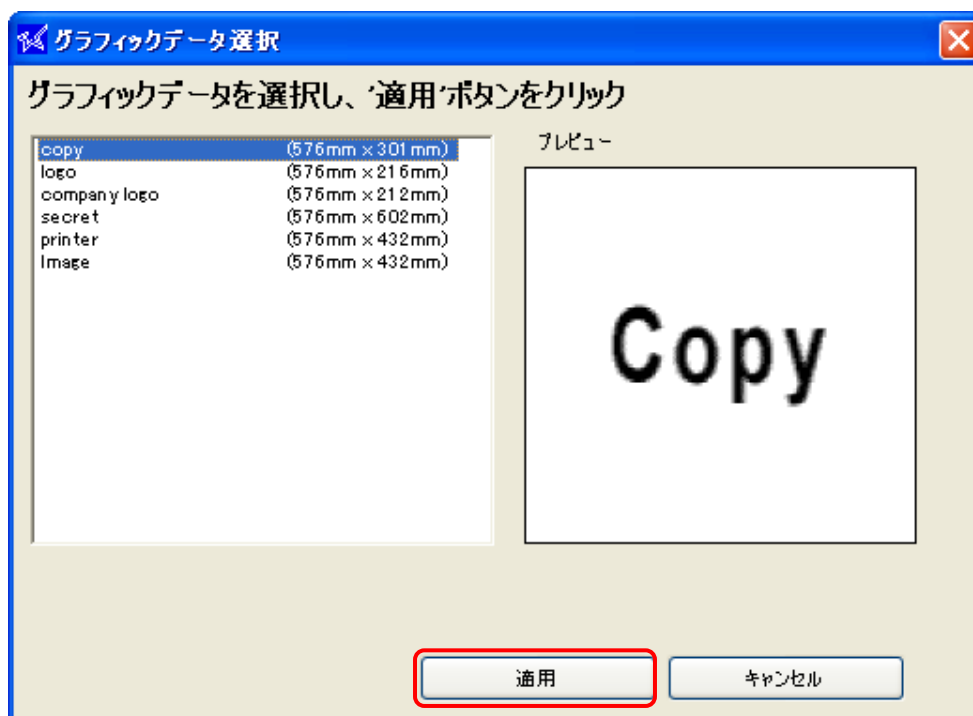 グラフィックデータ選択
グラフィックデータを選択し、'適用'ボタンをクリック
copy (576mm × 301mm)
logo (576mm × 216mm)
company logo (576mm × 212mm)
secret (576mm × 602mm)
printer (576mm × 432mm)
Image (576mm × 432mm)
プレビュー
Copy
適用 キャンセル